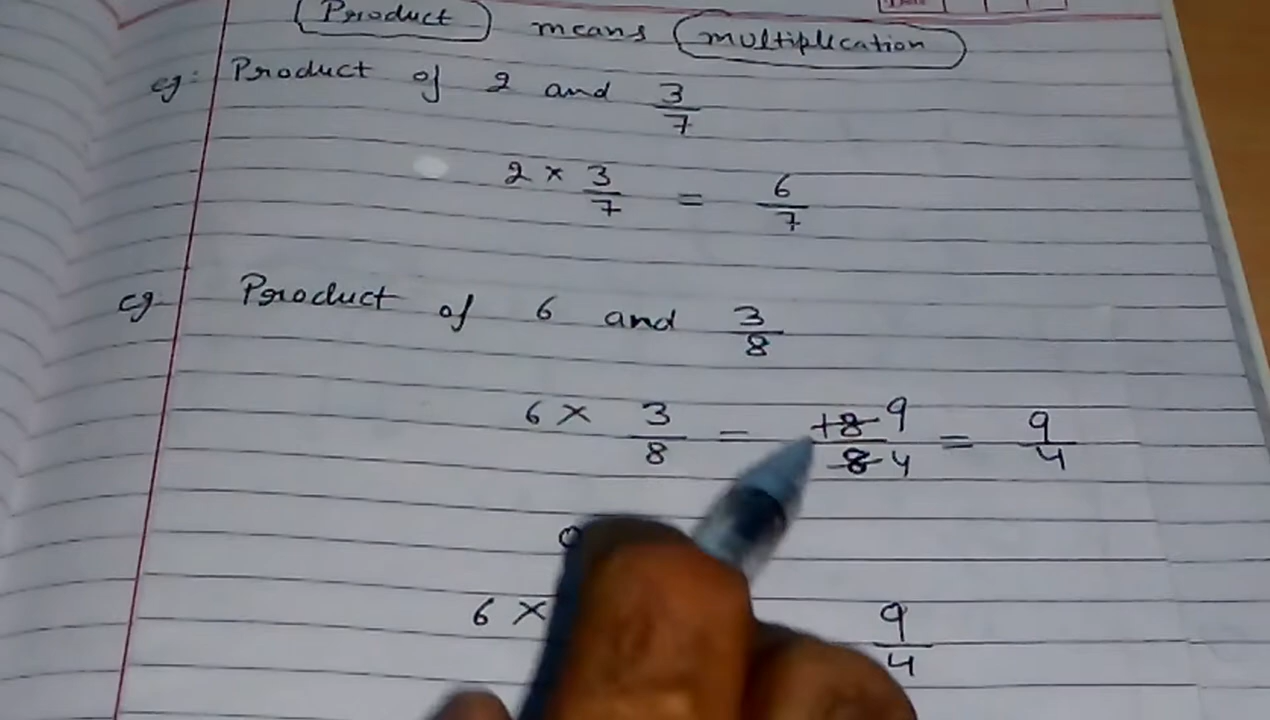 Product means multiplication
eg: Product of 2 and 3/7
2 × 3/7 = 6/7
eg Product of 6 and 3/8
6 × 3/8 = 18 9/8 4 = 9/4
6 × 9/4